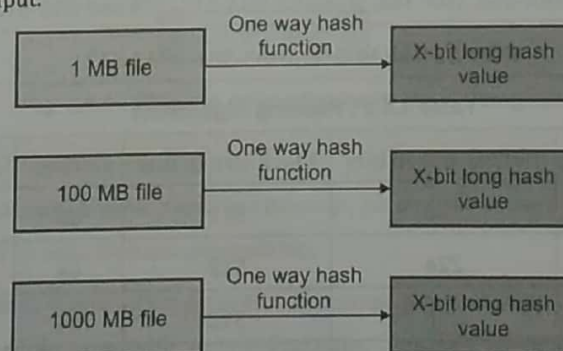 One way hash
function
1 MB file
X-bit long hash
value
One way hash
function
100 MB file
X-bit long hash
value
One way hash
function
1000 MB file
X-bit long hash
value